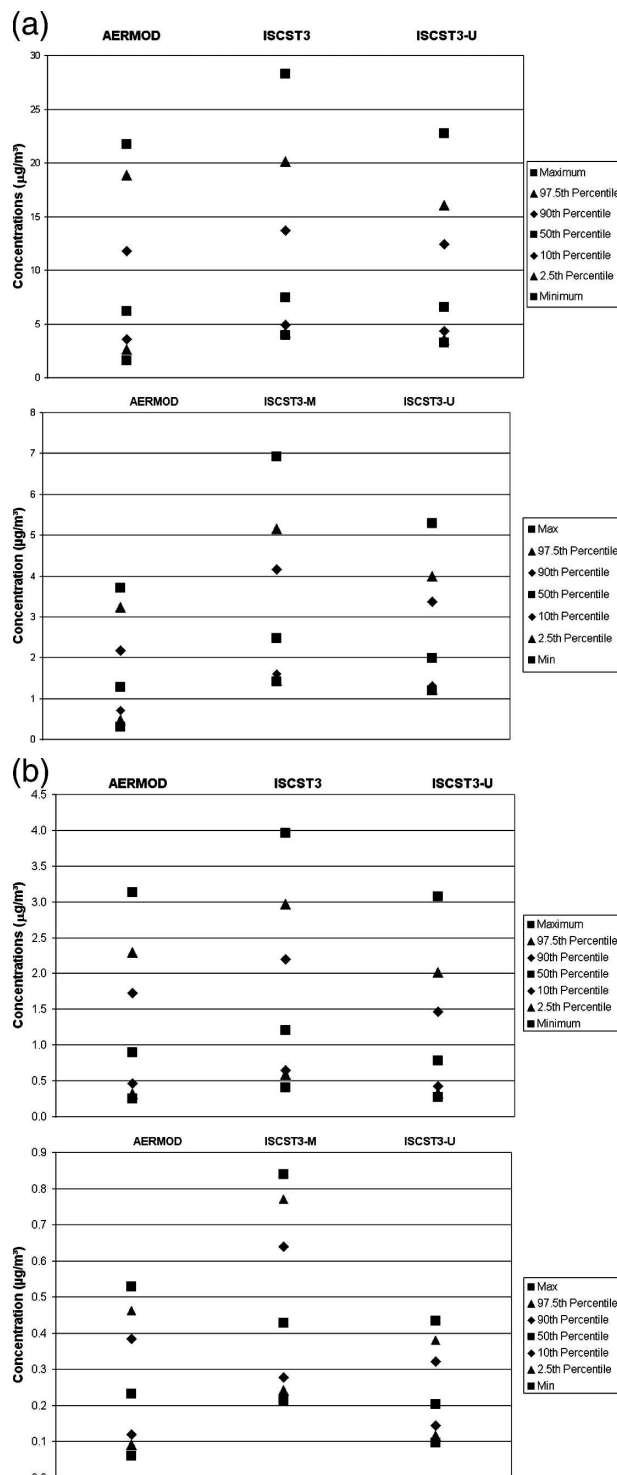 (a)
AERMOD ISCST3 ISCST3-U
Concentrations (µg/m³)
30
25
20
15
10
5
0
Maximum
97.5th Percentile
90th Percentile
50th Percentile
10th Percentile
2.5th Percentile
Minimum
AERMOD ISCST3-M ISCST3-U
Concentration (µg/m³)
8
7
6
5
4
3
2
1
0
Max
97.5th Percentile
90th Percentile
50th Percentile
10th Percentile
2.5th Percentile
Min
(b)
AERMOD ISCST3 ISCST3-U
Concentrations (µg/m³)
4.5
4.0
3.5
3.0
2.5
2.0
1.5
1.0
0.5
0.0
Maximum
97.5th Percentile
90th Percentile
50th Percentile
10th Percentile
2.5th Percentile
Minimum
AERMOD ISCST3-M ISCST3-U
Concentration (µg/m³)
0.9
0.8
0.7
0.6
0.5
0.4
0.3
0.2
0.1
Max
97.5th Percentile
90th Percentile
50th Percentile
10th Percentile
2.5th Percentile
Min